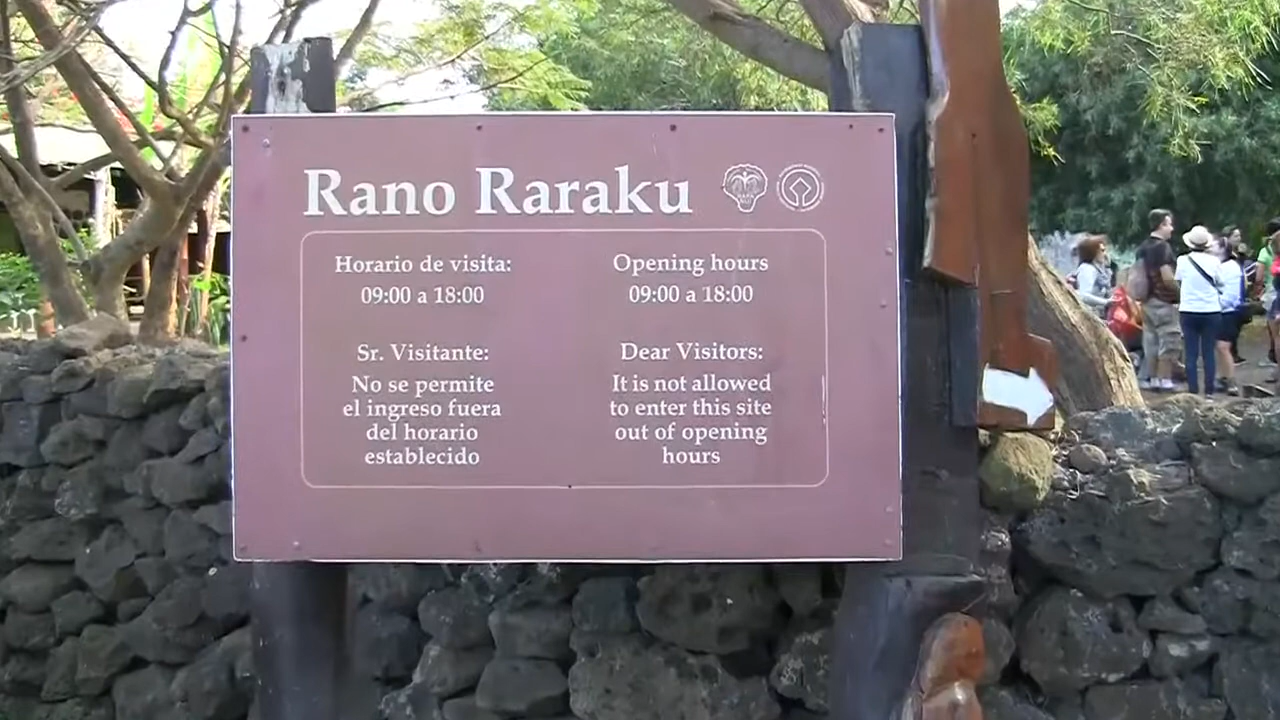 Rano Raraku
Horario de visita:
09:00 a 18:00
Sr. Visitante:
No se permite
el ingreso fuera
del horario
establecido
Opening hours
09:00 a 18:00
Dear Visitors:
It is not allowed
to enter this site
out of opening
hours